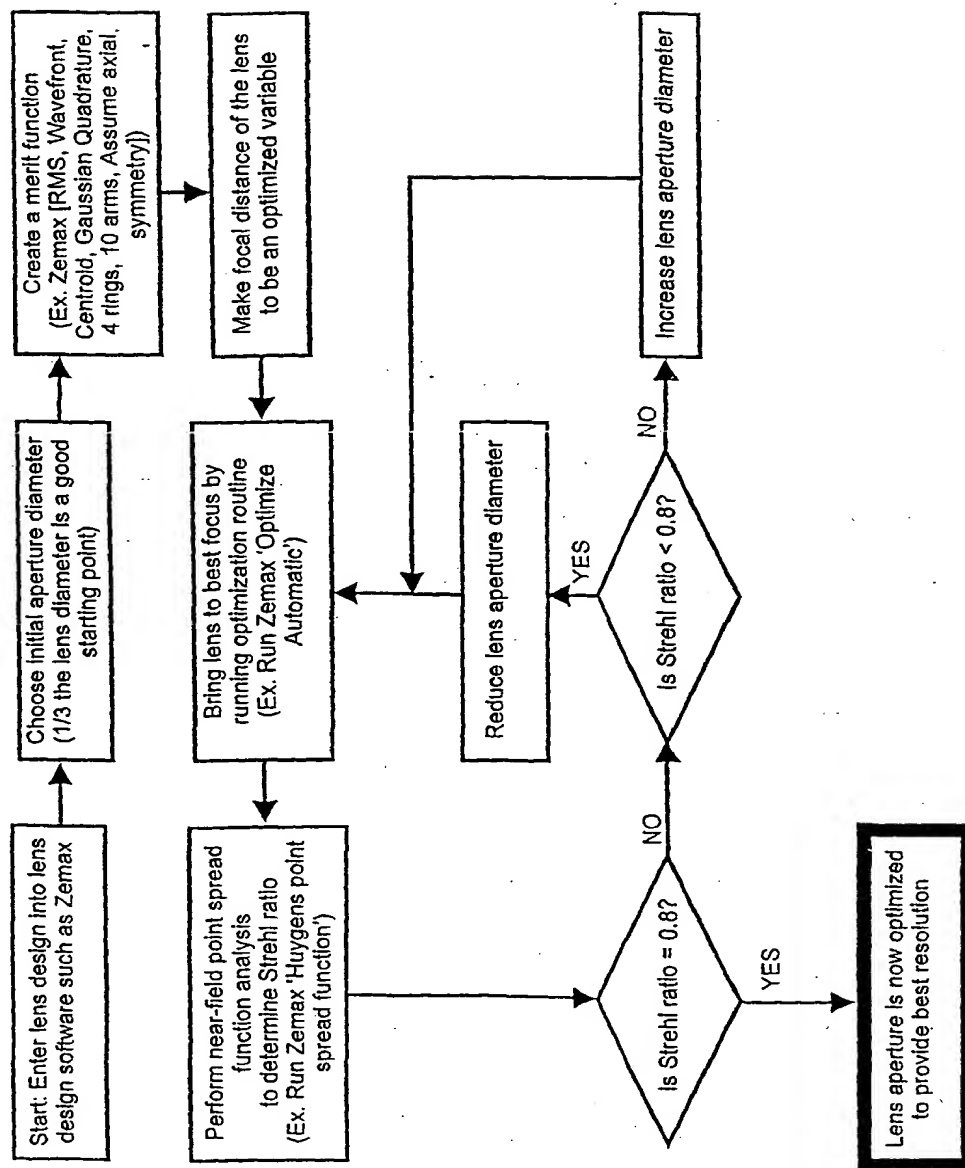 Start: Enter lens design into lens
design software such as Zemax
Choose initial aperture diameter
(1/3 the lens diameter is a good
starting point)
Create a merit function
(Ex. Zemax [RMS, Wavefront,
Centroid, Gaussian Quadrature,
4 rings, 10 arms, Assume axial,
symmetry])
Make focal distance of the lens
to be an optimized variable
Bring lens to best focus by
running optimization routine
(Ex. Run Zemax 'Optimize
Automatic')
Perform near-field point spread
function analysis
to determine Strehl ratio
(Ex. Run Zemax 'Huygens point
spread function')
Is Strehl ratio = 0.8?
NO
YES
Is Strehl ratio < 0.8?
YES
NO
Reduce lens aperture diameter
Increase lens aperture diameter
Lens aperture is now optimized
to provide best resolution